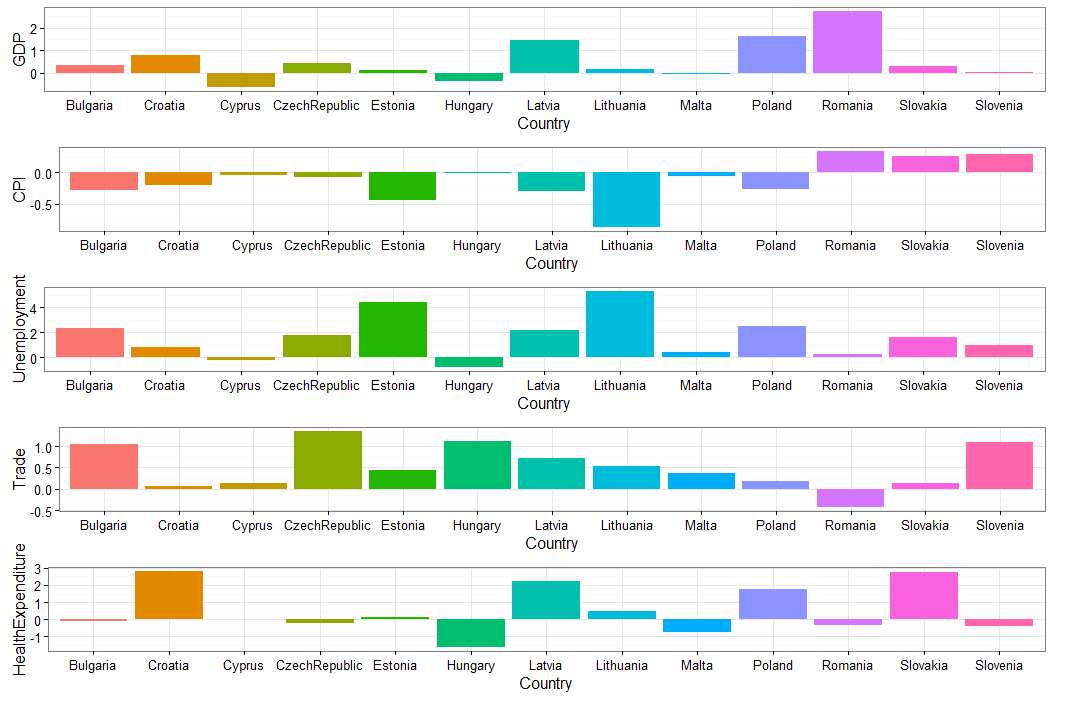 GDP
2
1
0
Bulgaria Croatia Cyprus CzechRepublic Estonia Hungary Latvia Lithuania Malta Poland Romania Slovakia Slovenia
Country
CPI
0.0
-0.5
Bulgaria Croatia Cyprus CzechRepublic Estonia Hungary Latvia Lithuania Malta Poland Romania Slovakia Slovenia
Country
Unemployment
4
2
0
Bulgaria Croatia Cyprus CzechRepublic Estonia Hungary Latvia Lithuania Malta Poland Romania Slovakia Slovenia
Country
Trade
1.0
0.5
0.0
-0.5
Bulgaria Croatia Cyprus CzechRepublic Estonia Hungary Latvia Lithuania Malta Poland Romania Slovakia Slovenia
Country
HealthExpenditure
3
2
1
0
-1
Bulgaria Croatia Cyprus CzechRepublic Estonia Hungary Latvia Lithuania Malta Poland Romania Slovakia Slovenia
Country